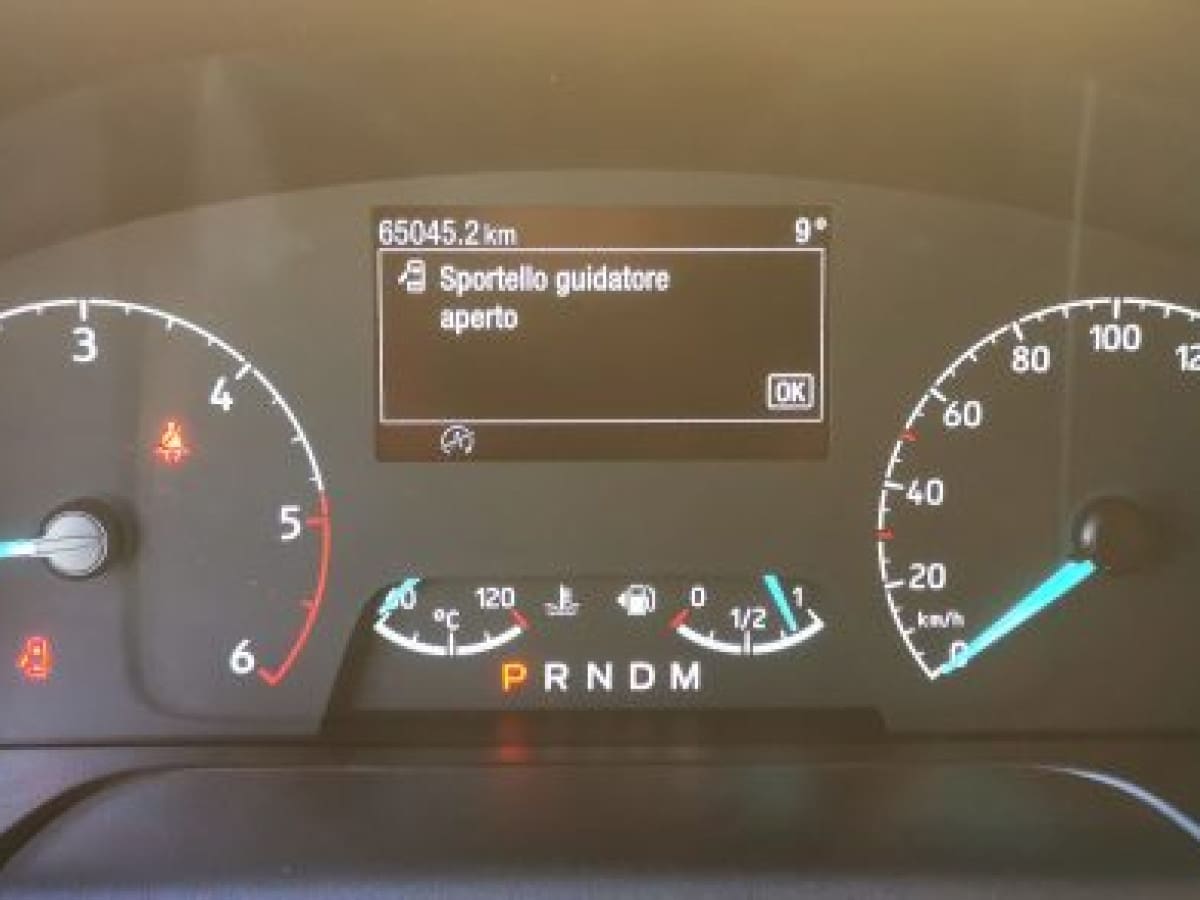 65045.2 km 9°
Sportello guidatore
aperto
OK
3
4
5
6
120
°C
0 1/2 1
P R N D M
0
20
40
60
80
100
km/h